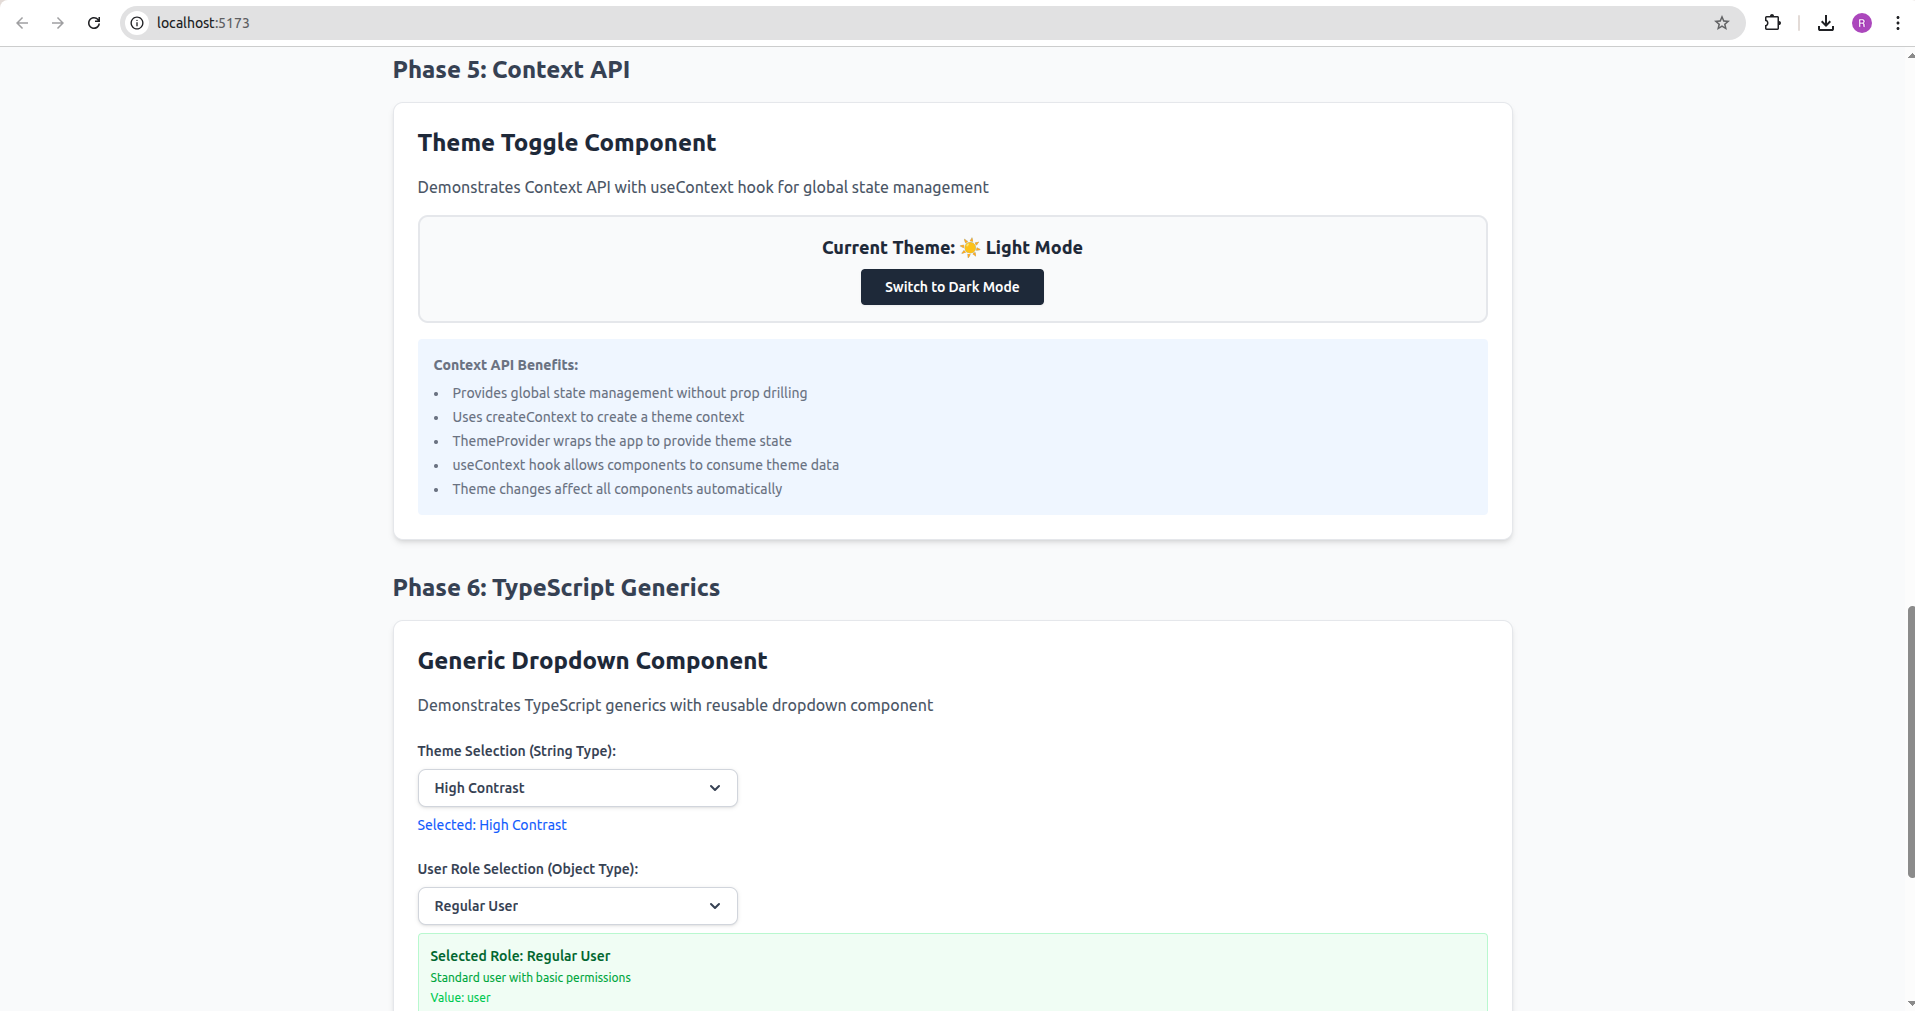 localhost:5173
R
Phase 5: Context API
Theme Toggle Component
Demonstrates Context API with useContext hook for global state management
Current Theme: ☀️ Light Mode
Switch to Dark Mode
Context API Benefits:
• Provides global state management without prop drilling
• Uses createContext to create a theme context
• ThemeProvider wraps the app to provide theme state
• useContext hook allows components to consume theme data
• Theme changes affect all components automatically
Phase 6: TypeScript Generics
Generic Dropdown Component
Demonstrates TypeScript generics with reusable dropdown component
Theme Selection (String Type):
High Contrast
Selected: High Contrast
User Role Selection (Object Type):
Regular User
Selected Role: Regular User
Standard user with basic permissions
Value: user